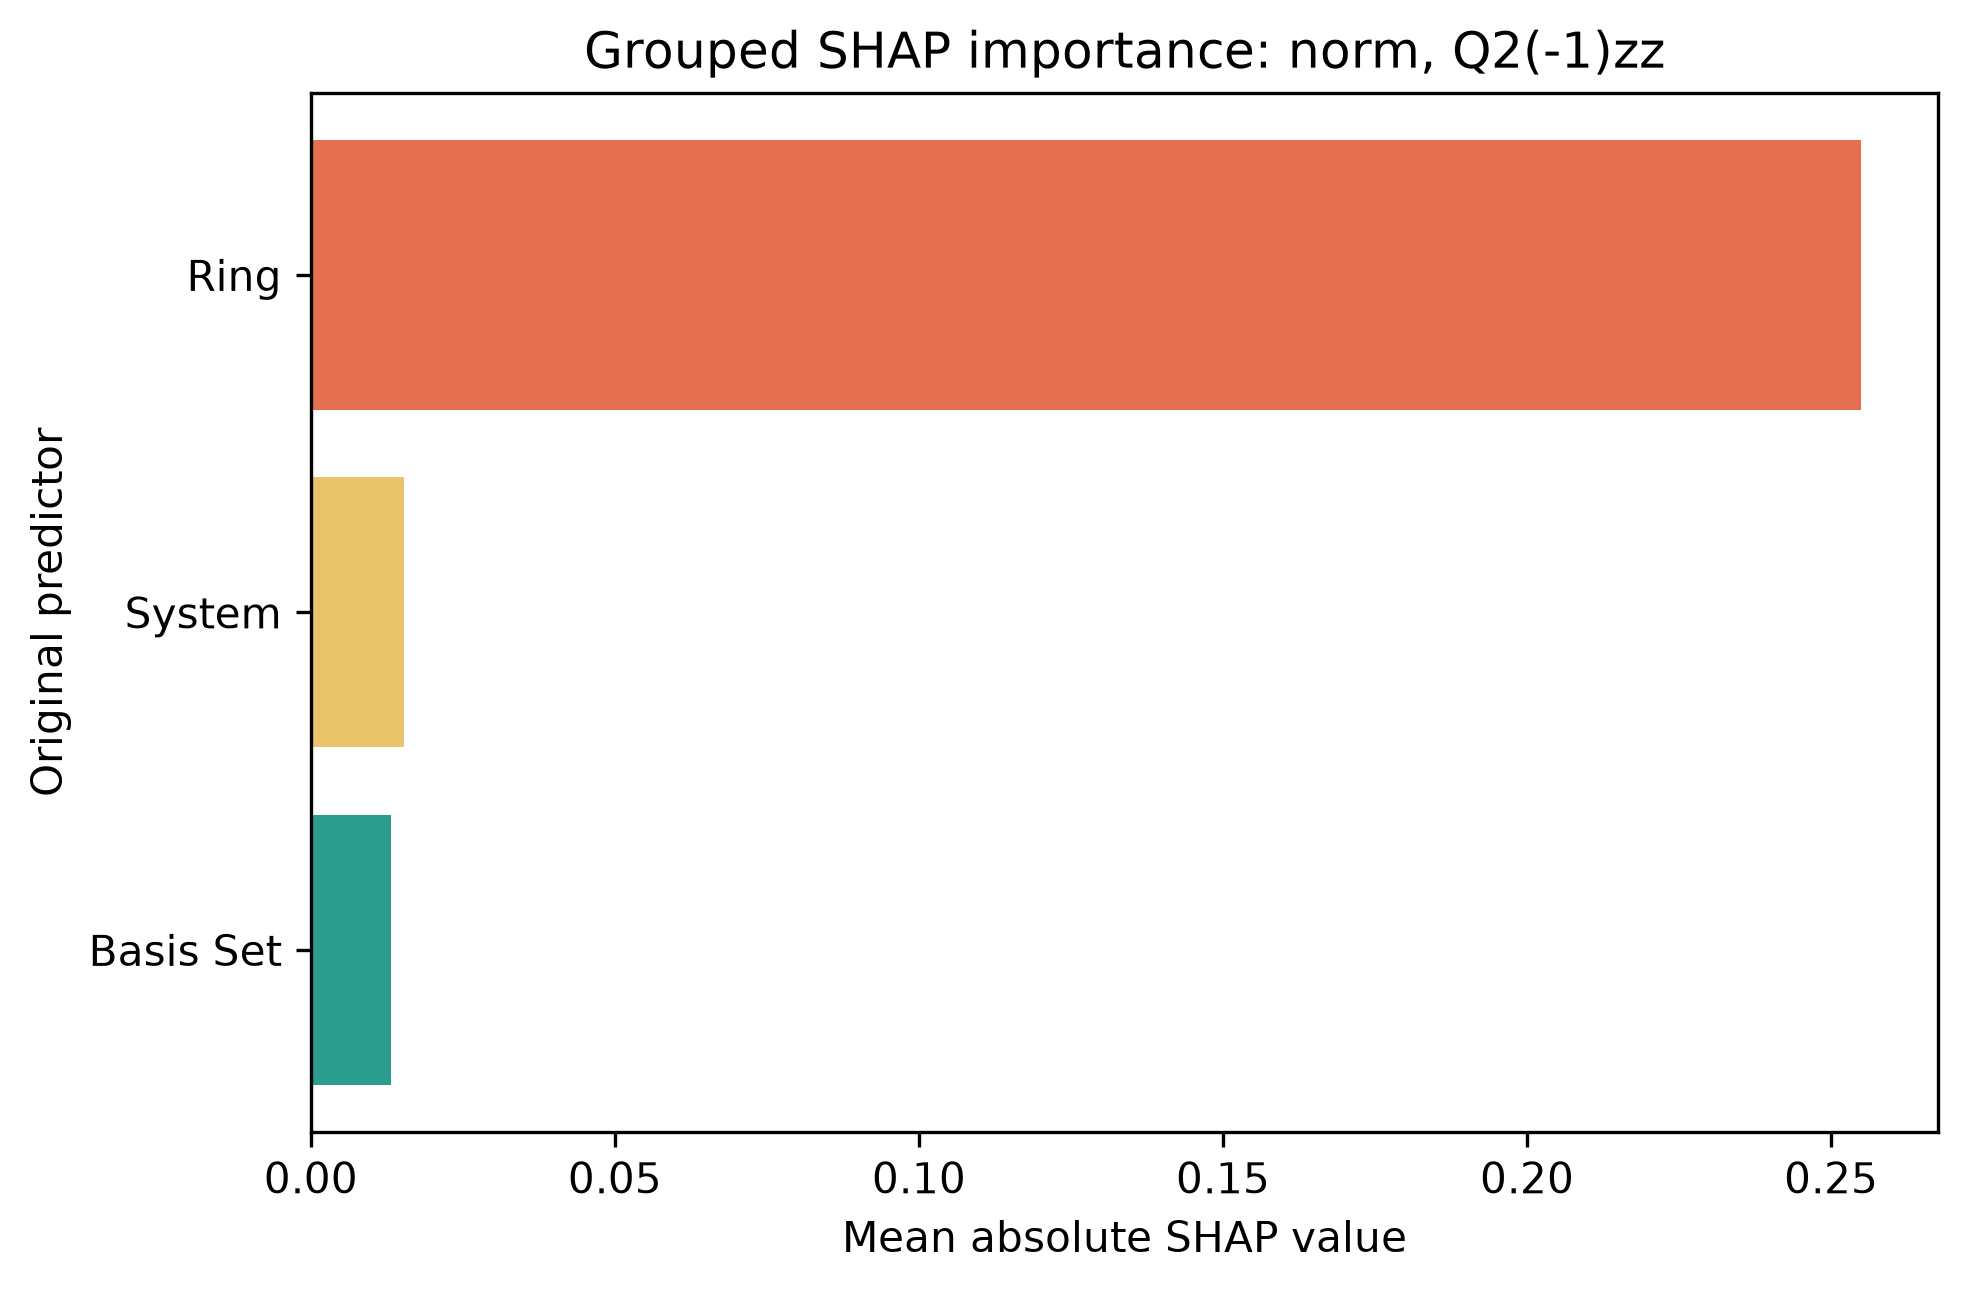 Grouped SHAP importance: norm, Q2(-1)zz
Original predictor
Ring
System
Basis Set
0.00 0.05 0.10 0.15 0.20 0.25
Mean absolute SHAP value